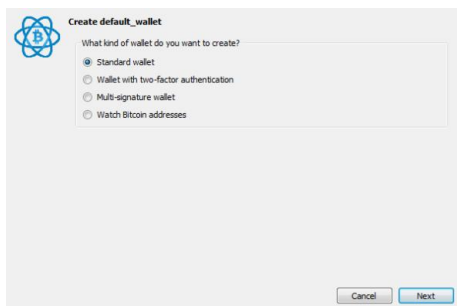 Create default_wallet
What kind of wallet do you want to create?
Standard wallet
Wallet with two-factor authentication
Multi-signature wallet
Watch Bitcoin addresses
Cancel Next